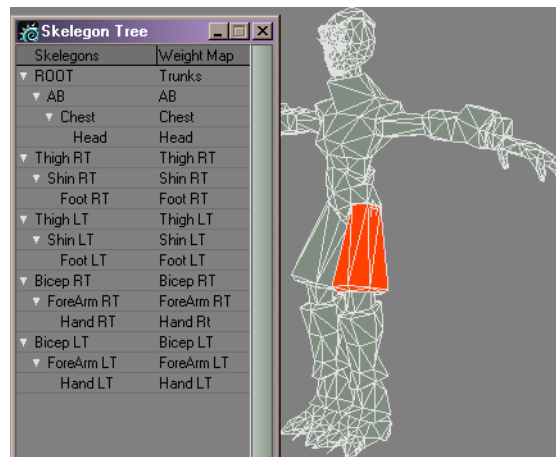 Skelegon Tree
Skelegons Weight Map
ROOT Trunks
AB AB
Chest Chest
Head Head
Thigh RT Thigh RT
Shin RT Shin RT
Foot RT Foot RT
Thigh LT Thigh LT
Shin LT Shin LT
Foot LT Foot LT
Bicep RT Bicep RT
ForeArm RT ForeArm RT
Hand RT Hand Rt
Bicep LT Bicep LT
ForeArm LT ForeArm LT
Hand LT Hand LT